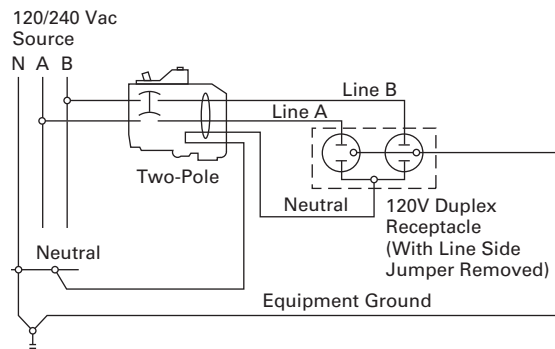 120/240 Vac
Source
N A B
Line B
Line A
Two-Pole
Neutral
120V Duplex
Receptacle
(With Line Side
Jumper Removed)
Neutral
Equipment Ground